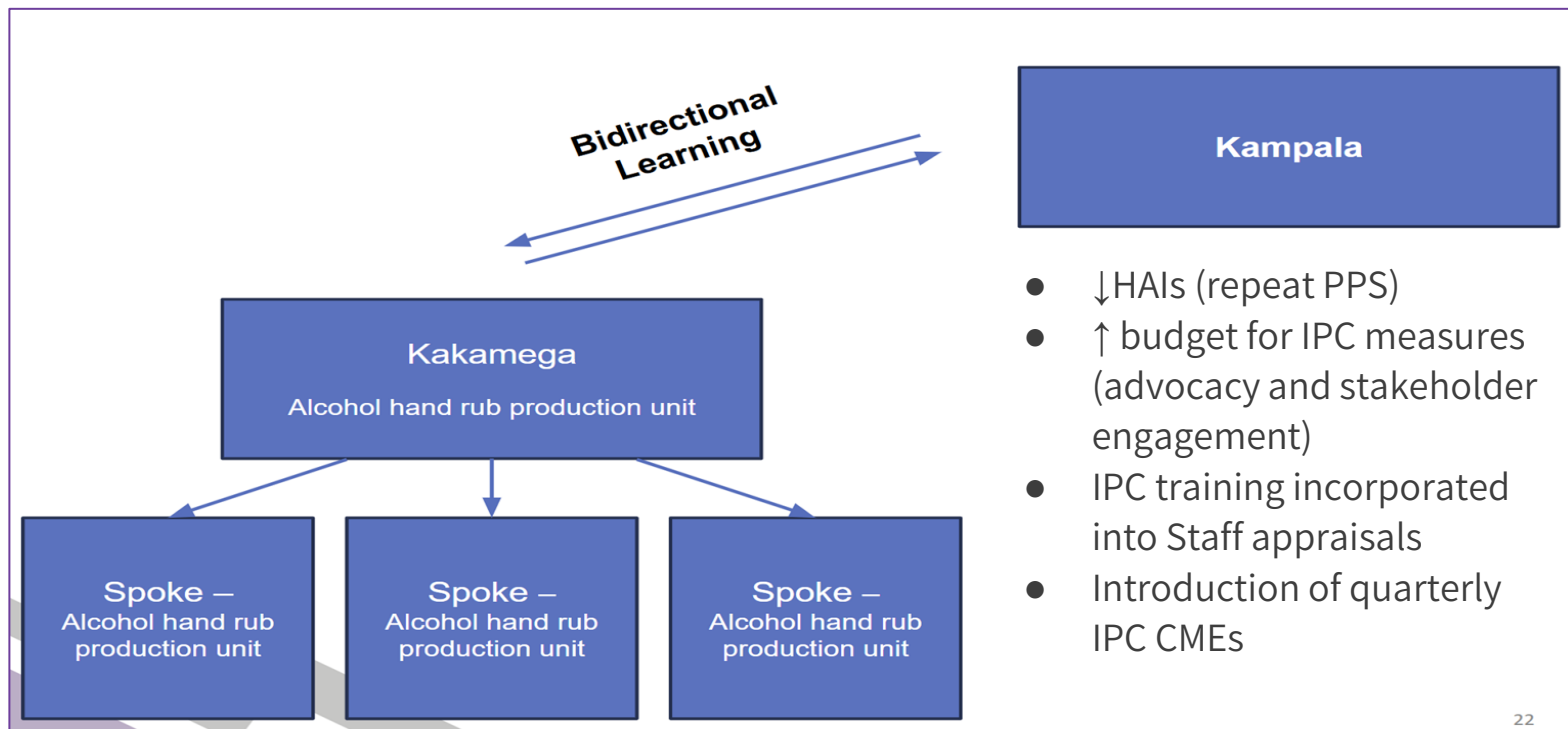 Bidirectional
Learning
Kampala
● ↓HAIs (repeat PPS)
● ↑ budget for IPC measures
(advocacy and stakeholder
engagement)
● IPC training incorporated
into Staff appraisals
● Introduction of quarterly
IPC CMEs
Kakamega
Alcohol hand rub production unit
Spoke –
Alcohol hand rub
production unit
Spoke –
Alcohol hand rub
production unit
Spoke –
Alcohol hand rub
production unit
22